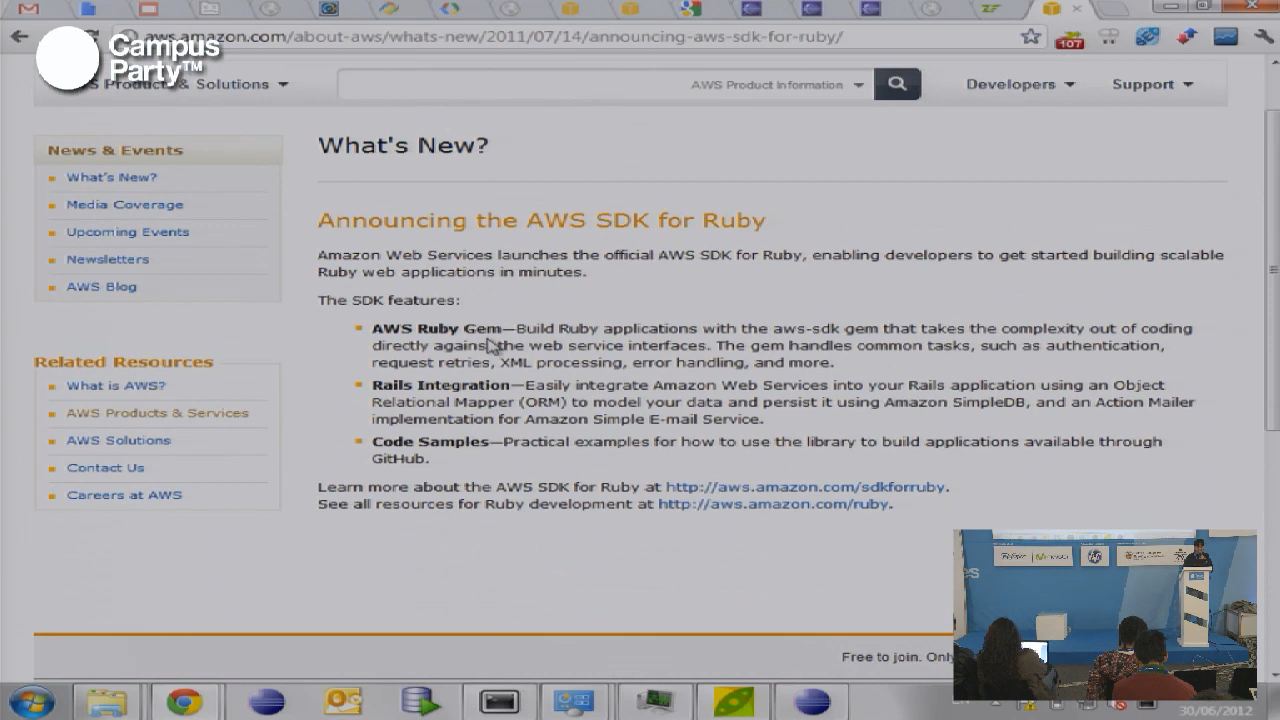 Campus
Party™
aws.amazon.com/about-aws/whats-new/2011/07/14/announcing-aws-sdk-for-ruby/
107
Products & Solutions
AWS Product Information
Developers
Support
News & Events
What's New?
Media Coverage
Upcoming Events
Newsletters
AWS Blog
Related Resources
What is AWS?
AWS Products & Services
AWS Solutions
Contact Us
Careers at AWS
What's New?
Announcing the AWS SDK for Ruby
Amazon Web Services launches the official AWS SDK for Ruby, enabling developers to get started building scalable
Ruby web applications in minutes.
The SDK features:
AWS Ruby Gem—Build Ruby applications with the aws-sdk gem that takes the complexity out of coding
directly against the web service interfaces. The gem handles common tasks, such as authentication,
request retries, XML processing, error handling, and more.
Rails Integration—Easily integrate Amazon Web Services into your Rails application using an Object
Relational Mapper (ORM) to model your data and persist it using Amazon SimpleDB, and an Action Mailer
implementation for Amazon Simple E-mail Service.
Code Samples—Practical examples for how to use the library to build applications available through
GitHub.
Learn more about the AWS SDK for Ruby at http://aws.amazon.com/sdkforruby.
See all resources for Ruby development at http://aws.amazon.com/ruby.
Free to join. Only
30/06/2012